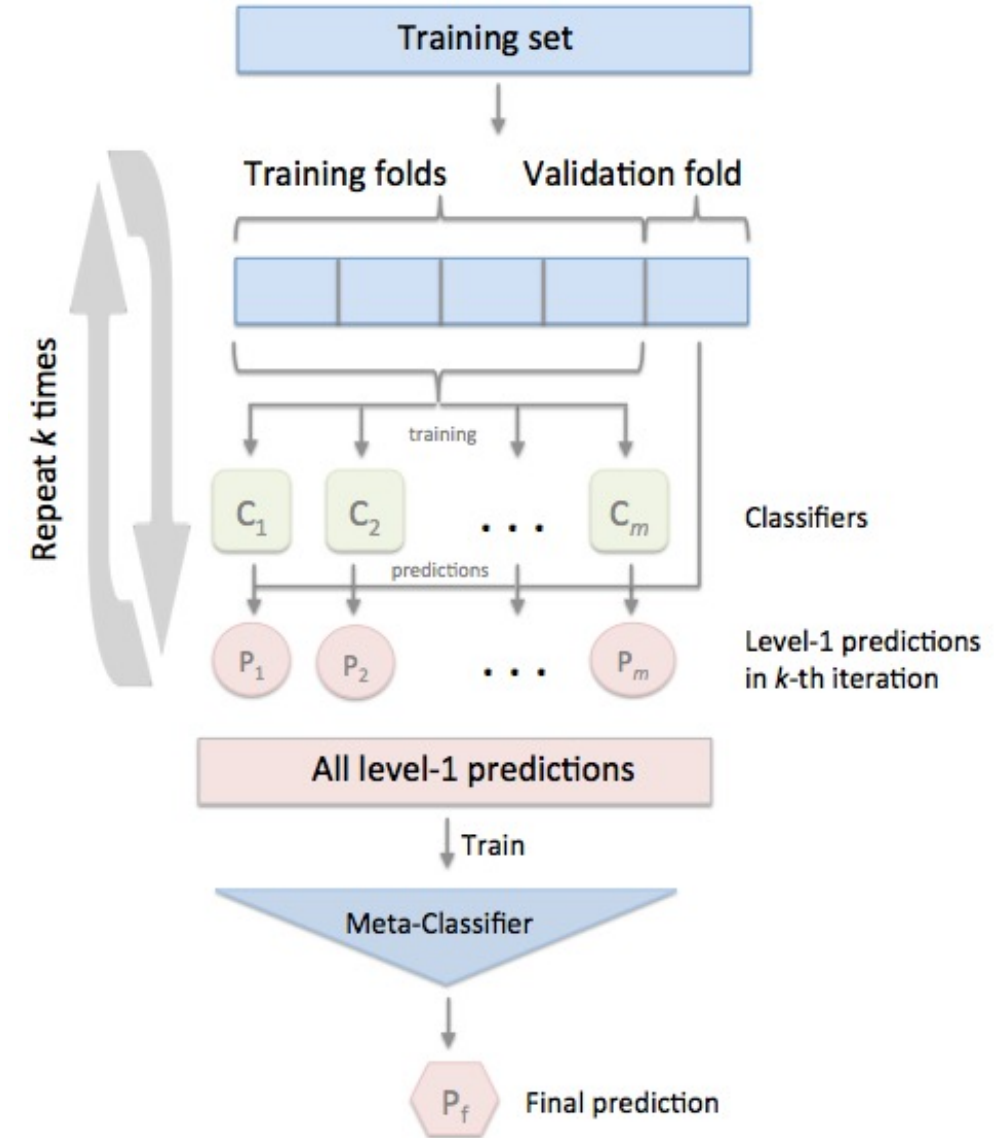 Training set
Training folds
Validation fold
Repeat k times
training
C1
C2
. . .
Cm
Classifiers
predictions
P1
P2
. . .
Pm
Level-1 predictions
in k-th iteration
All level-1 predictions
Train
Meta-Classifier
Pf
Final prediction